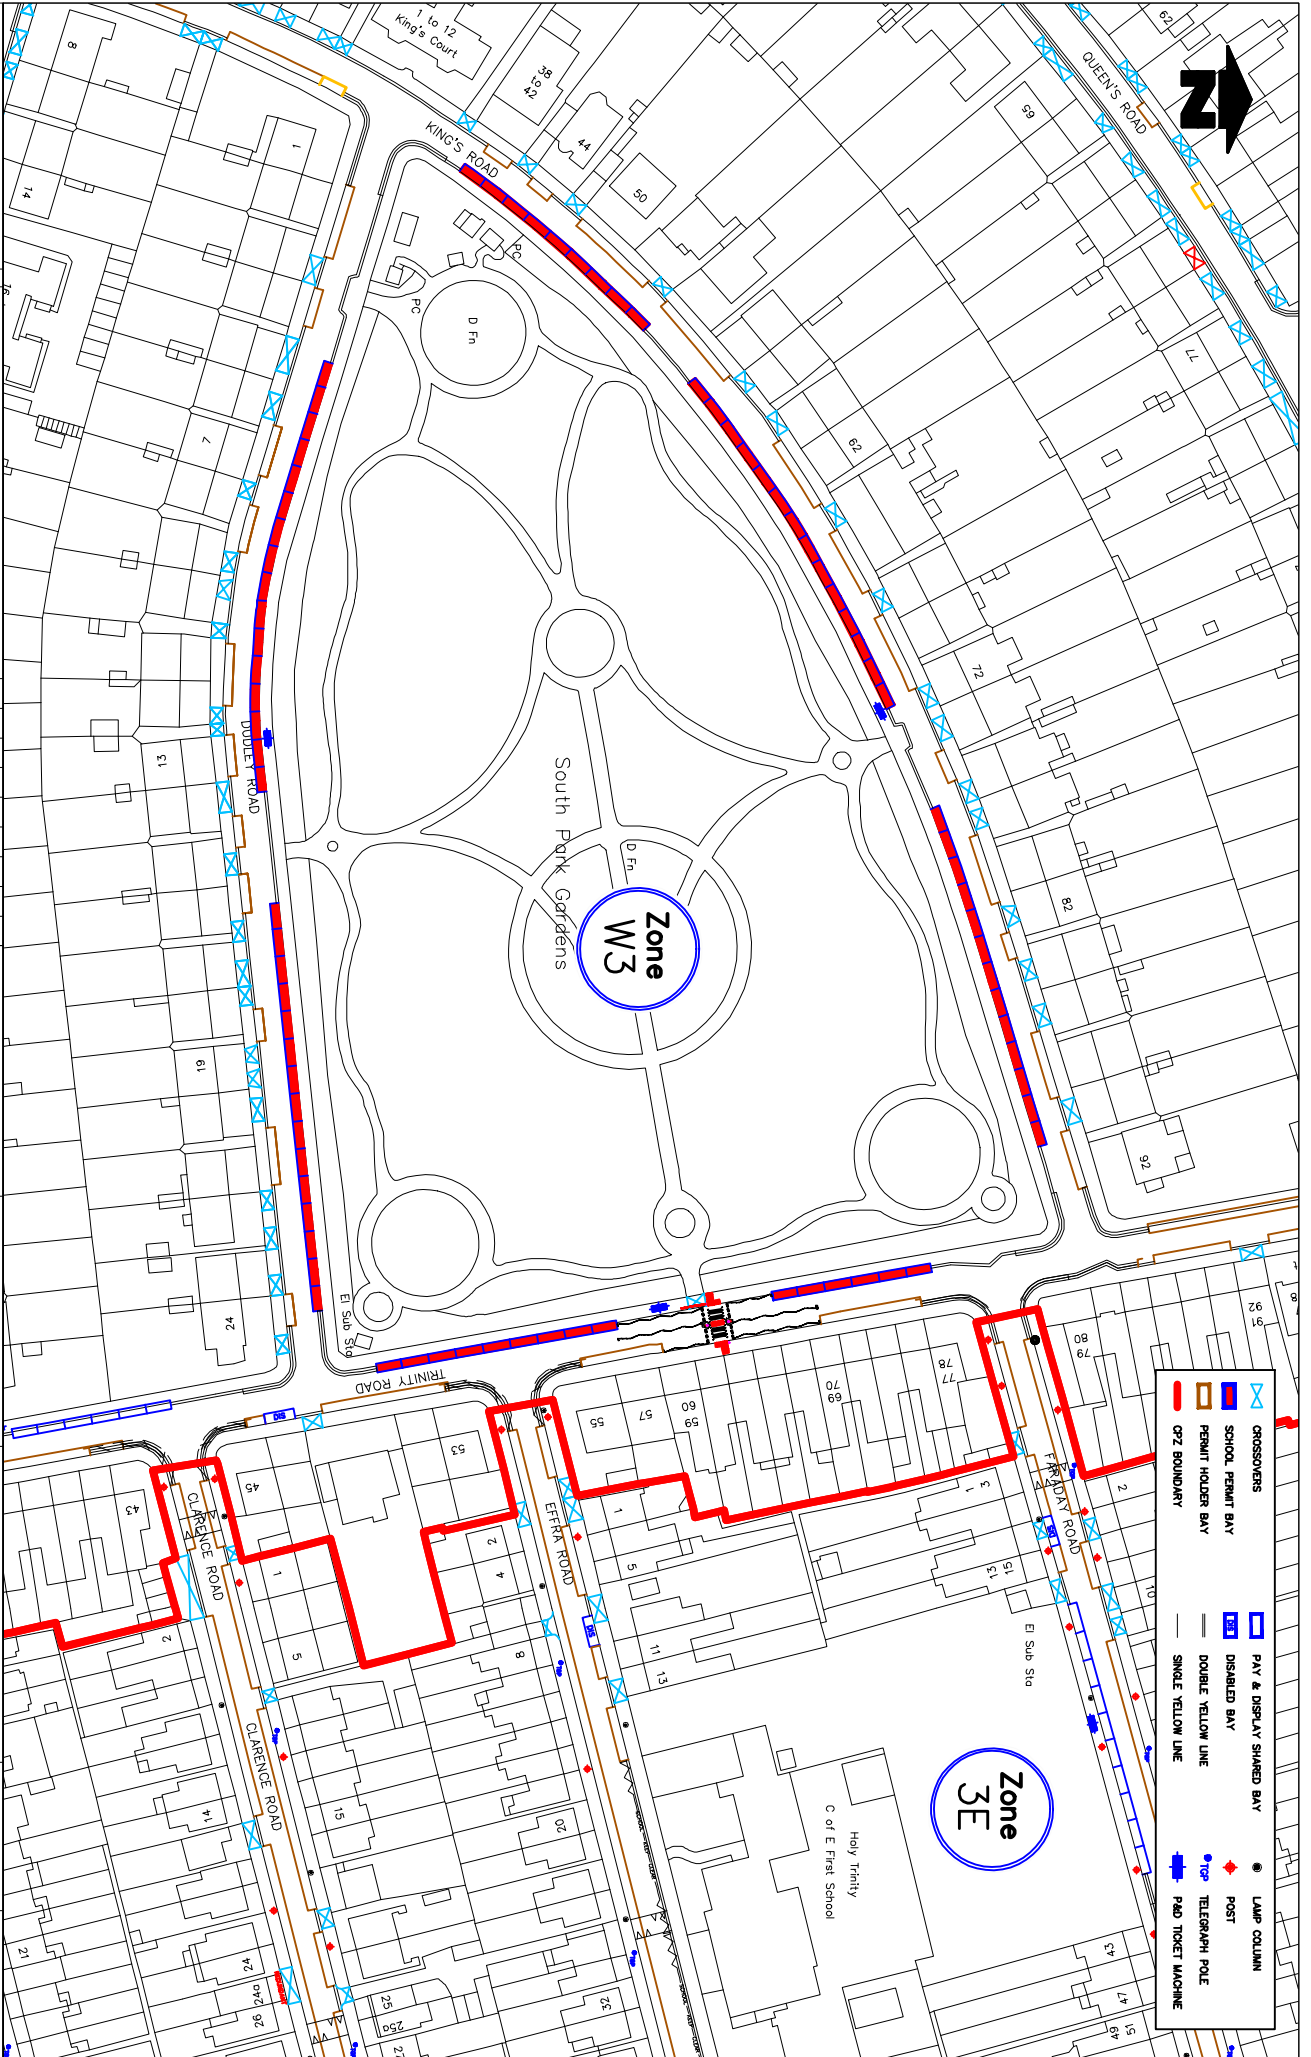 1 to 12
King's Court
38
to
42
44
50
62
QUEEN'S ROAD
65
77
N
8
14
1
16
7
KING'S ROAD
PC
PC
D Fn
62
72
82
92
13
DUDLEY ROAD
19
24
South Park Gardens
D Fn
Zone
W3
El Sub Sta
TRINITY ROAD
DIS
53
45
43
55
57
60
59
70
69
78
77
80
79
92
91
CROSSOVERS
SCHOOL PERMIT BAY
PERMIT HOLDER BAY
CPZ BOUNDARY
PAY & DISPLAY SHARED BAY
DIS
DISABLED BAY
DOUBLE YELLOW LINE
SINGLE YELLOW LINE
LAMP COLUMN
POST
TGP
TELEGRAPH POLE
P&D TICKET MACHINE
FARADAY ROAD
2
10
3
1
15
13
DIS
El Sub Sta
EFFRA ROAD
1
5
11
13
DIS
2
4
8
20
32
CLARENCE ROAD
1
5
15
2
14
24
24a
26
21
25
25a
CLARENCE ROAD
Holy Trinity
C of E First School
Zone
3E
43
47
51
49